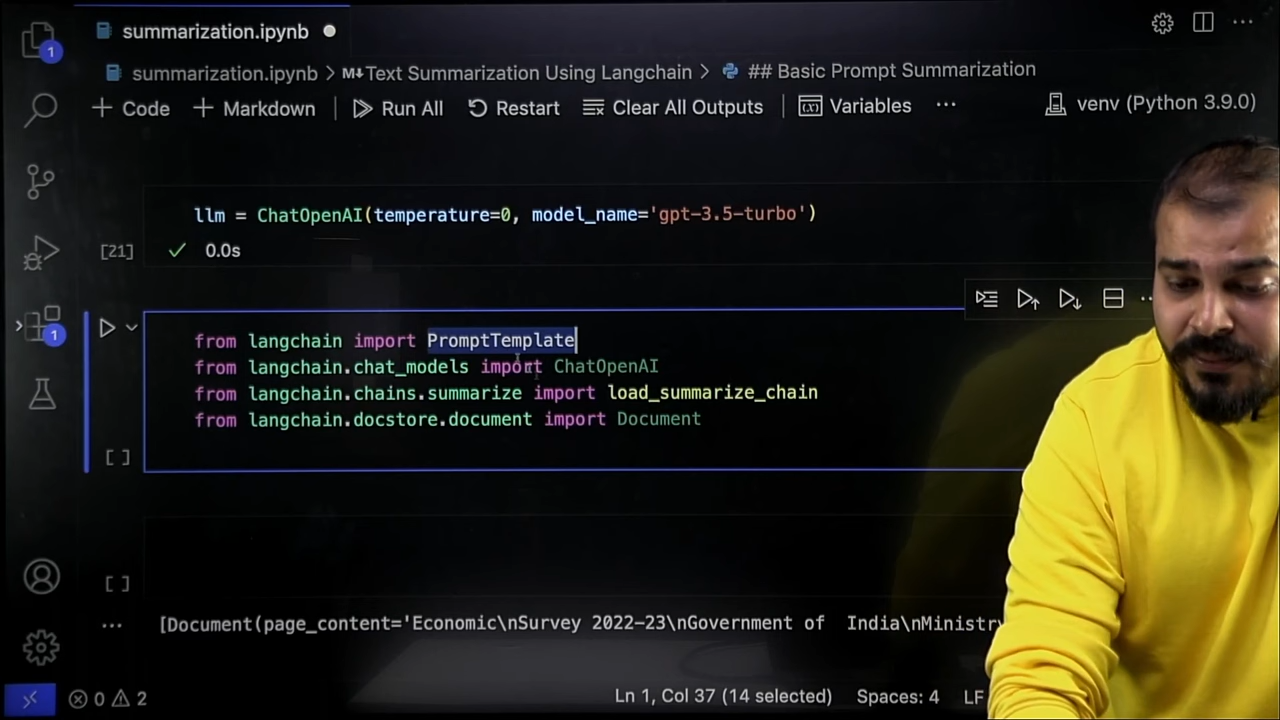 summarization.ipynb
1
summarization.ipynb > Text Summarization Using Langchain > ## Basic Prompt Summarization
+ Code + Markdown | Run All Restart Clear All Outputs | Variables ... venv (Python 3.9.0)
llm = ChatOpenAI(temperature=0, model_name='gpt-3.5-turbo')
[21] ✓ 0.0s
from langchain import PromptTemplate
1
from langchain.chat_models import ChatOpenAI
from langchain.chains.summarize import load_summarize_chain
from langchain.docstore.document import Document
[ ]
[ ]
... [Document(page_content='Economic\nSurvey 2022-23\nGovernment of India\nMinistry
0 2 Ln 1, Col 37 (14 selected) Spaces: 4 LF